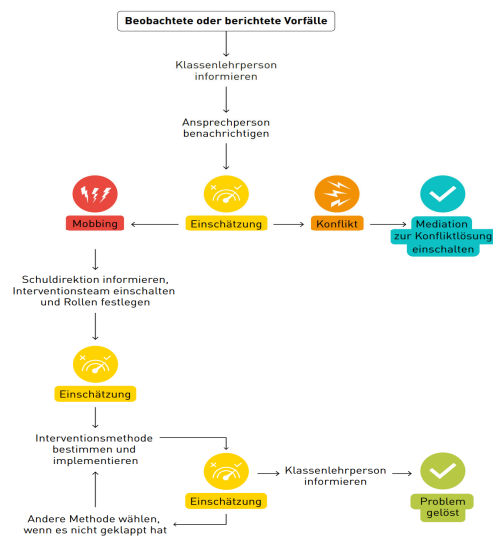 Beobachtete oder berichtete Vorfälle
Klassenlehrperson
informieren
Ansprechperson
benachrichtigen
Mobbing
Einschätzung
Konflikt
Mediation
zur Konfliktlösung
einschalten
Schuldirektion informieren,
Interventionsteam einschalten
und Rollen festlegen
Einschätzung
Interventionsmethode
bestimmen und
implementieren
Einschätzung
Klassenlehrperson
informieren
Problem
gelöst
Andere Methode wählen,
wenn es nicht geklappt hat